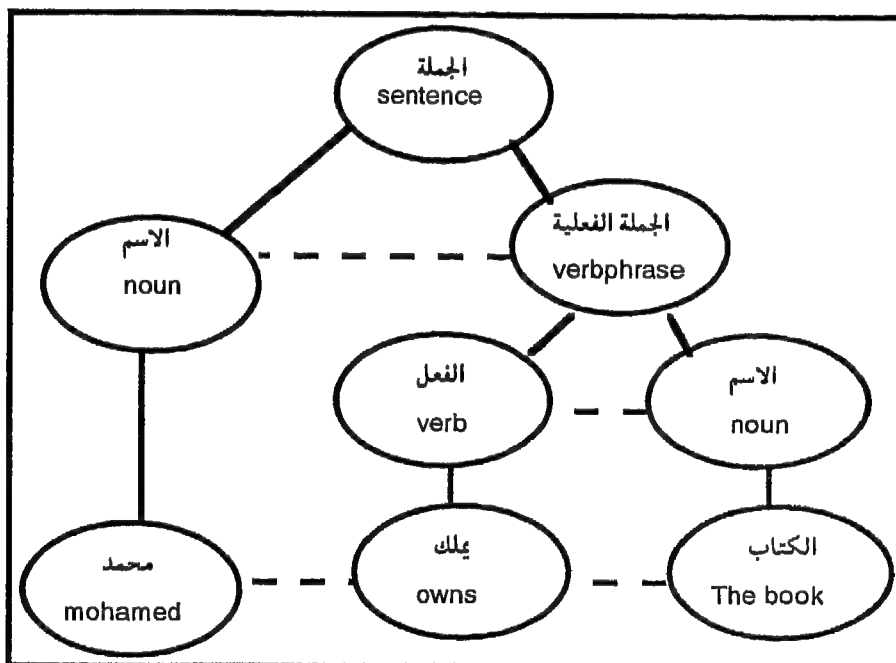 الجملة
sentence
الجملة الفعلية
verbphrase
الاسم
noun
الفعل
verb
الاسم
noun
محمد
mohamed
يملك
owns
الكتاب
The book